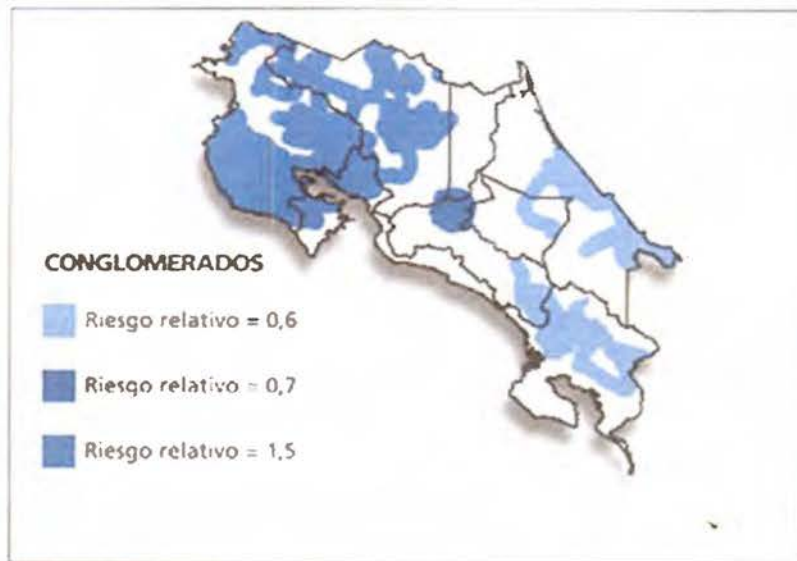 CONGLOMERADOS
Riesgo relativo = 0,6
Riesgo relativo = 0,7
Riesgo relativo = 1,5